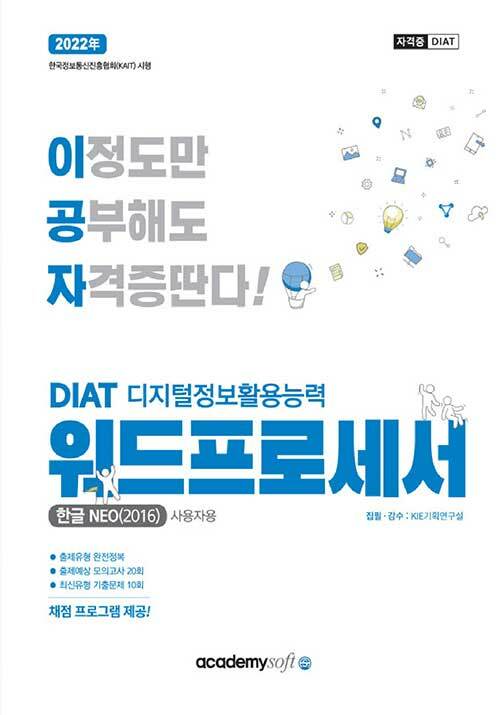 2022年
자격증 DIAT
한국정보통신진흥협회(KAIT) 시행
이정도만
공부해도
자격증딴다!
DIAT 디지털정보활용능력
워드프로세서
한글 NEO(2016) 사용자용
집필·감수 : KIE기획연구실
● 출제유형 완전정복
● 출제예상 모의고사 20회
● 최신유형 기출문제 10회
채점 프로그램 제공!
academysoft